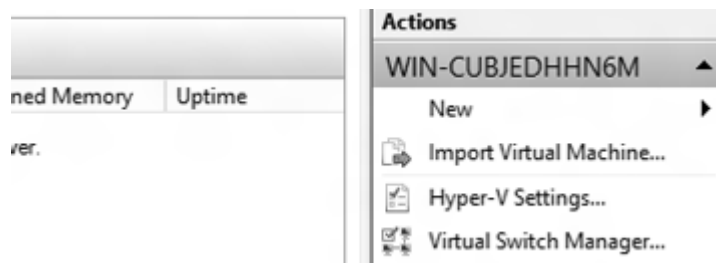 Actions
WIN-CUBJEDHHN6M
ned Memory Uptime
New
ver.
Import Virtual Machine...
Hyper-V Settings...
Virtual Switch Manager...